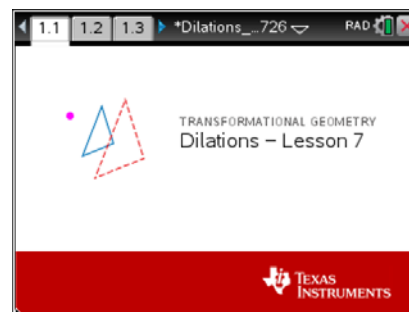 1.1 1.2 1.3 *Dilations_...726 RAD
TRANSFORMATIONAL GEOMETRY
Dilations – Lesson 7
TEXAS
INSTRUMENTS